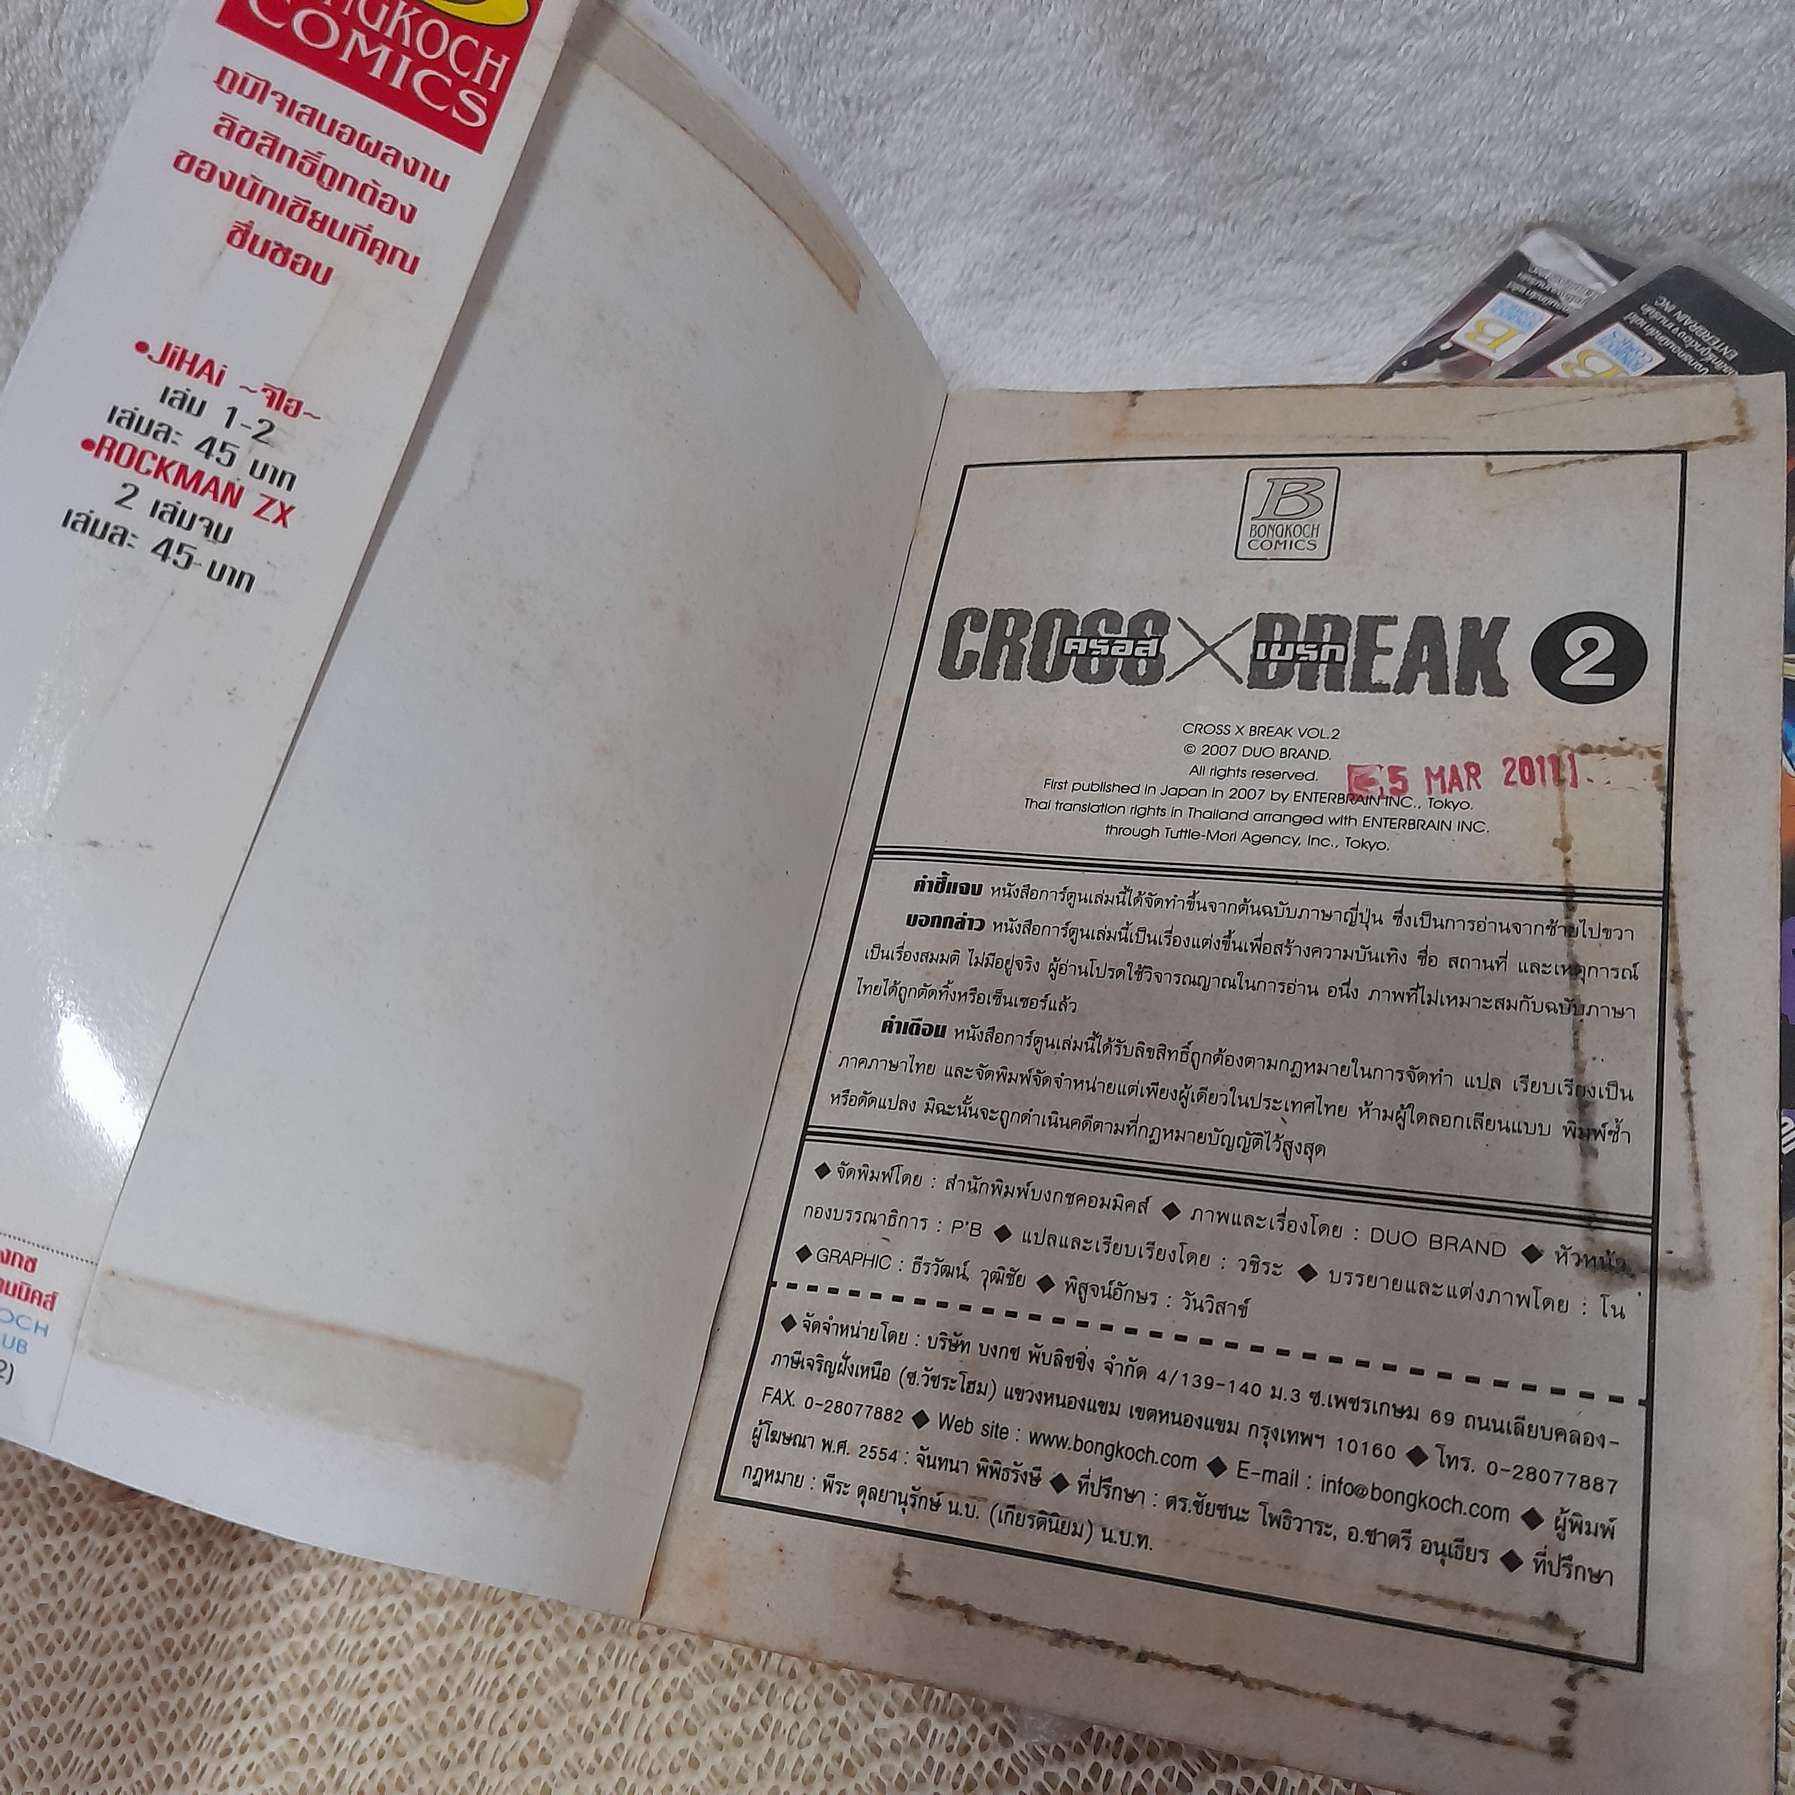 BONGKOCH
COMICS
ภูมิใจเสนอผลงาน
ลิขสิทธิ์ถูกต้อง
ของนักเขียนที่คุณ
ชื่นชอบ
•JiHAi ~จิไฮ~
เล่ม 1-2
เล่มละ 45 บาท
•ROCKMAN ZX
2 เล่มจบ
เล่มละ 45 บาท
B
BONGKOCH
COMICS
CROSS X BREAK 2
ครอส เบรก
CROSS X BREAK VOL.2
© 2007 DUO BRAND.
All rights reserved.
First published in Japan in 2007 by ENTERBRAIN INC., Tokyo.
Thai translation rights in Thailand arranged with ENTERBRAIN INC.
through Tuttle-Mori Agency, Inc., Tokyo.
5 MAR 2011
คำชี้แจง หนังสือการ์ตูนเล่มนี้ได้จัดทำขึ้นจากต้นฉบับภาษาญี่ปุ่น ซึ่งเป็นการอ่านจากซ้ายไปขวา
บอกกล่าว หนังสือการ์ตูนเล่มนี้เป็นเรื่องแต่งขึ้นเพื่อสร้างความบันเทิง ชื่อ สถานที่ และเหตุการณ์
เป็นเรื่องสมมติ ไม่มีอยู่จริง ผู้อ่านโปรดใช้วิจารณญาณในการอ่าน อนึ่ง ภาพที่ไม่เหมาะสมกับฉบับภาษา
ไทยได้ถูกตัดทิ้งหรือเซ็นเซอร์แล้ว
คำเตือน หนังสือการ์ตูนเล่มนี้ได้รับลิขสิทธิ์ถูกต้องตามกฎหมายในการจัดทำ แปล เรียบเรียงเป็น
ภาคภาษาไทย และจัดพิมพ์จัดจำหน่ายแต่เพียงผู้เดียวในประเทศไทย ห้ามผู้ใดลอกเลียนแบบ พิมพ์ซ้ำ
หรือดัดแปลง มิฉะนั้นจะถูกดำเนินคดีตามที่กฎหมายบัญญัติไว้สูงสุด
◆ จัดพิมพ์โดย : สำนักพิมพ์บงกชคอมมิคส์ ◆ ภาพและเรื่องโดย : DUO BRAND ◆ หัวหน้า
กองบรรณาธิการ : P'B ◆ แปลและเรียบเรียงโดย : วชิระ ◆ บรรยายและแต่งภาพโดย : โน
◆ GRAPHIC : ธีรวัฒน์, วุฒิชัย ◆ พิสูจน์อักษร : วันวิสาข์
◆ จัดจำหน่ายโดย : บริษัท บงกช พับลิชชิ่ง จำกัด 4/139-140 ม.3 ซ.เพชรเกษม 69 ถนนเลียบคลอง-
ภาษีเจริญฝั่งเหนือ (ซ.วัชระโฮม) แขวงหนองแขม เขตหนองแขม กรุงเทพฯ 10160 ◆ โทร. 0-28077887
FAX. 0-28077882 ◆ Web site : www.bongkoch.com ◆ E-mail : info@bongkoch.com ◆ ผู้พิมพ์
ผู้โฆษณา พ.ศ. 2554 : จันทนา พิพิธรังษี ◆ ที่ปรึกษา : ดร.ชัยชนะ โพธิวาระ, อ.ชาตรี อนุเธียร ◆ ที่ปรึกษา
กฎหมาย : พีระ ดุลยานุรักษ์ น.บ. (เกียรตินิยม) น.บ.ท.
ENTERBRAIN INC